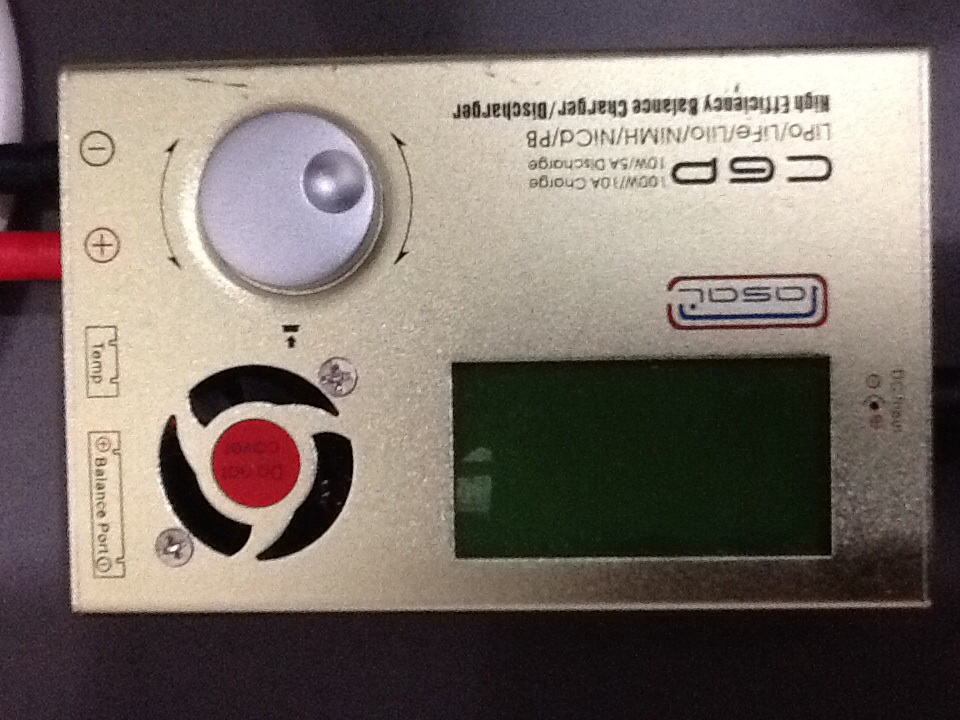 DC Input
100W/10A Charge
10W/5A Discharge
LiPo/LiFe/LiIo/NiMH/NiCd/PB
High Efficiency Balance Charger/Discharger
Do not
cover
Balance Port
Temp